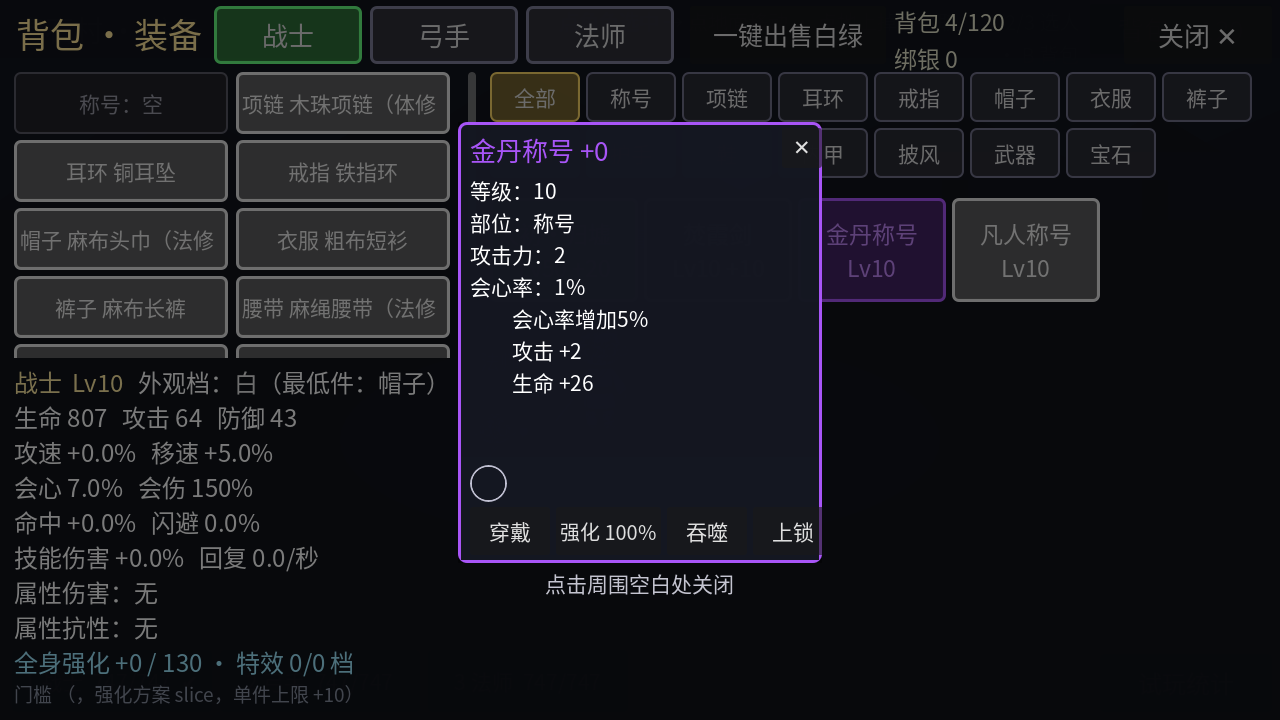 背包 · 装备
战士
弓手
法师
一键出售白绿
背包 4/120
绑银 0
关闭 ✕
称号：空
项链 木珠项链（体修
耳环 铜耳坠
戒指 铁指环
帽子 麻布头巾（法修
衣服 粗布短衫
裤子 麻布长裤
腰带 麻绳腰带（法修
全部
称号
项链
耳环
戒指
帽子
衣服
裤子
甲
披风
武器
宝石
金丹称号
Lv10
凡人称号
Lv10
金丹称号 +0
✕
等级：10
部位：称号
攻击力：2
会心率：1%
会心率增加5%
攻击 +2
生命 +26
穿戴
强化 100%
吞噬
上锁
点击周围空白处关闭
战士 Lv10 外观档：白（最低件：帽子）
生命 807 攻击 64 防御 43
攻速 +0.0% 移速 +5.0%
会心 7.0% 会伤 150%
命中 +0.0% 闪避 0.0%
技能伤害 +0.0% 回复 0.0/秒
属性伤害：无
属性抗性：无
全身强化 +0 / 130 · 特效 0/0 档
门槛 （，强化方案 slice，单件上限 +10）